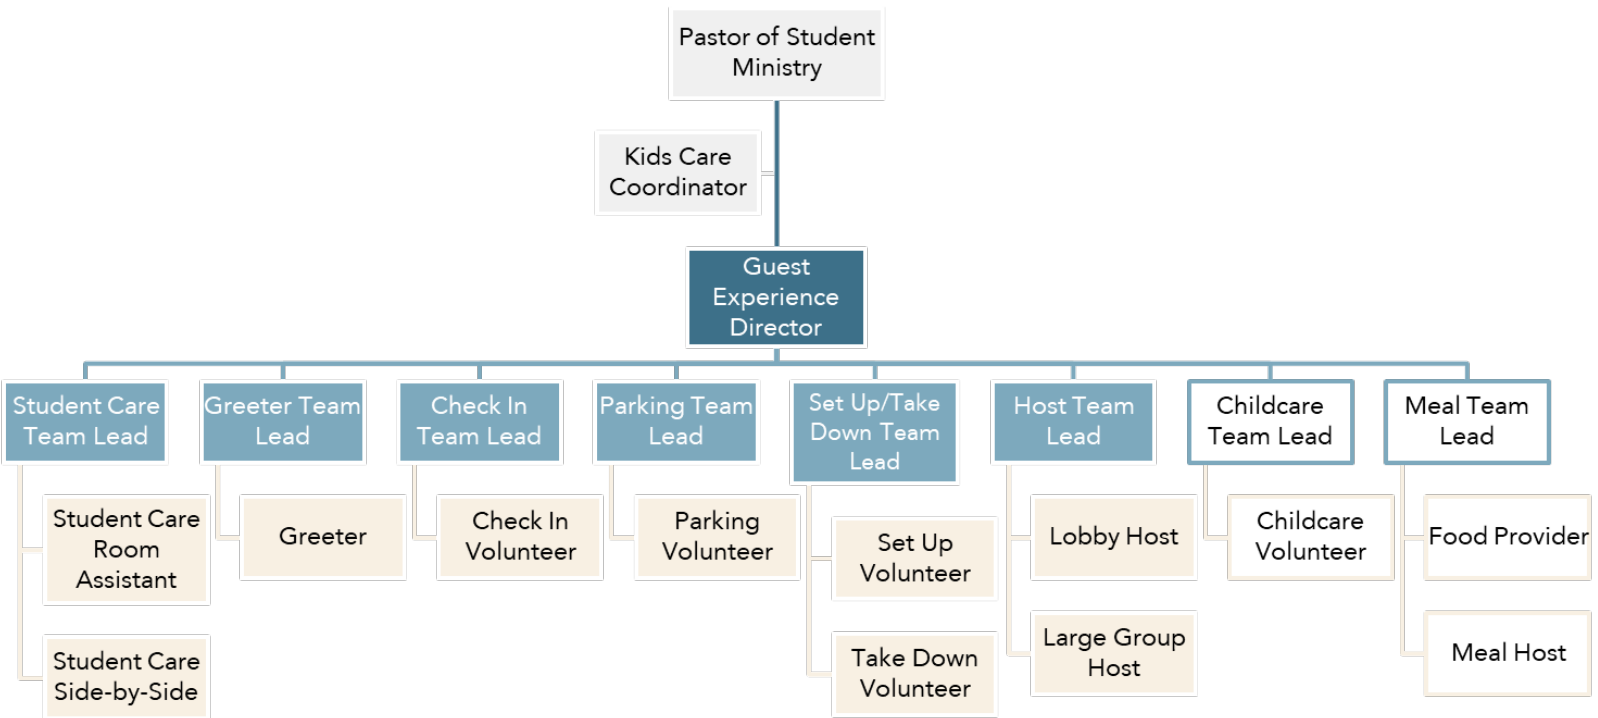 Pastor of Student
Ministry
Kids Care
Coordinator
Guest
Experience
Director
Student Care
Team Lead
Greeter Team
Lead
Check In
Team Lead
Parking Team
Lead
Set Up/Take
Down Team
Lead
Host Team
Lead
Childcare
Team Lead
Meal Team
Lead
Student Care
Room
Assistant
Student Care
Side-by-Side
Greeter
Check In
Volunteer
Parking
Volunteer
Set Up
Volunteer
Take Down
Volunteer
Lobby Host
Large Group
Host
Childcare
Volunteer
Food Provider
Meal Host